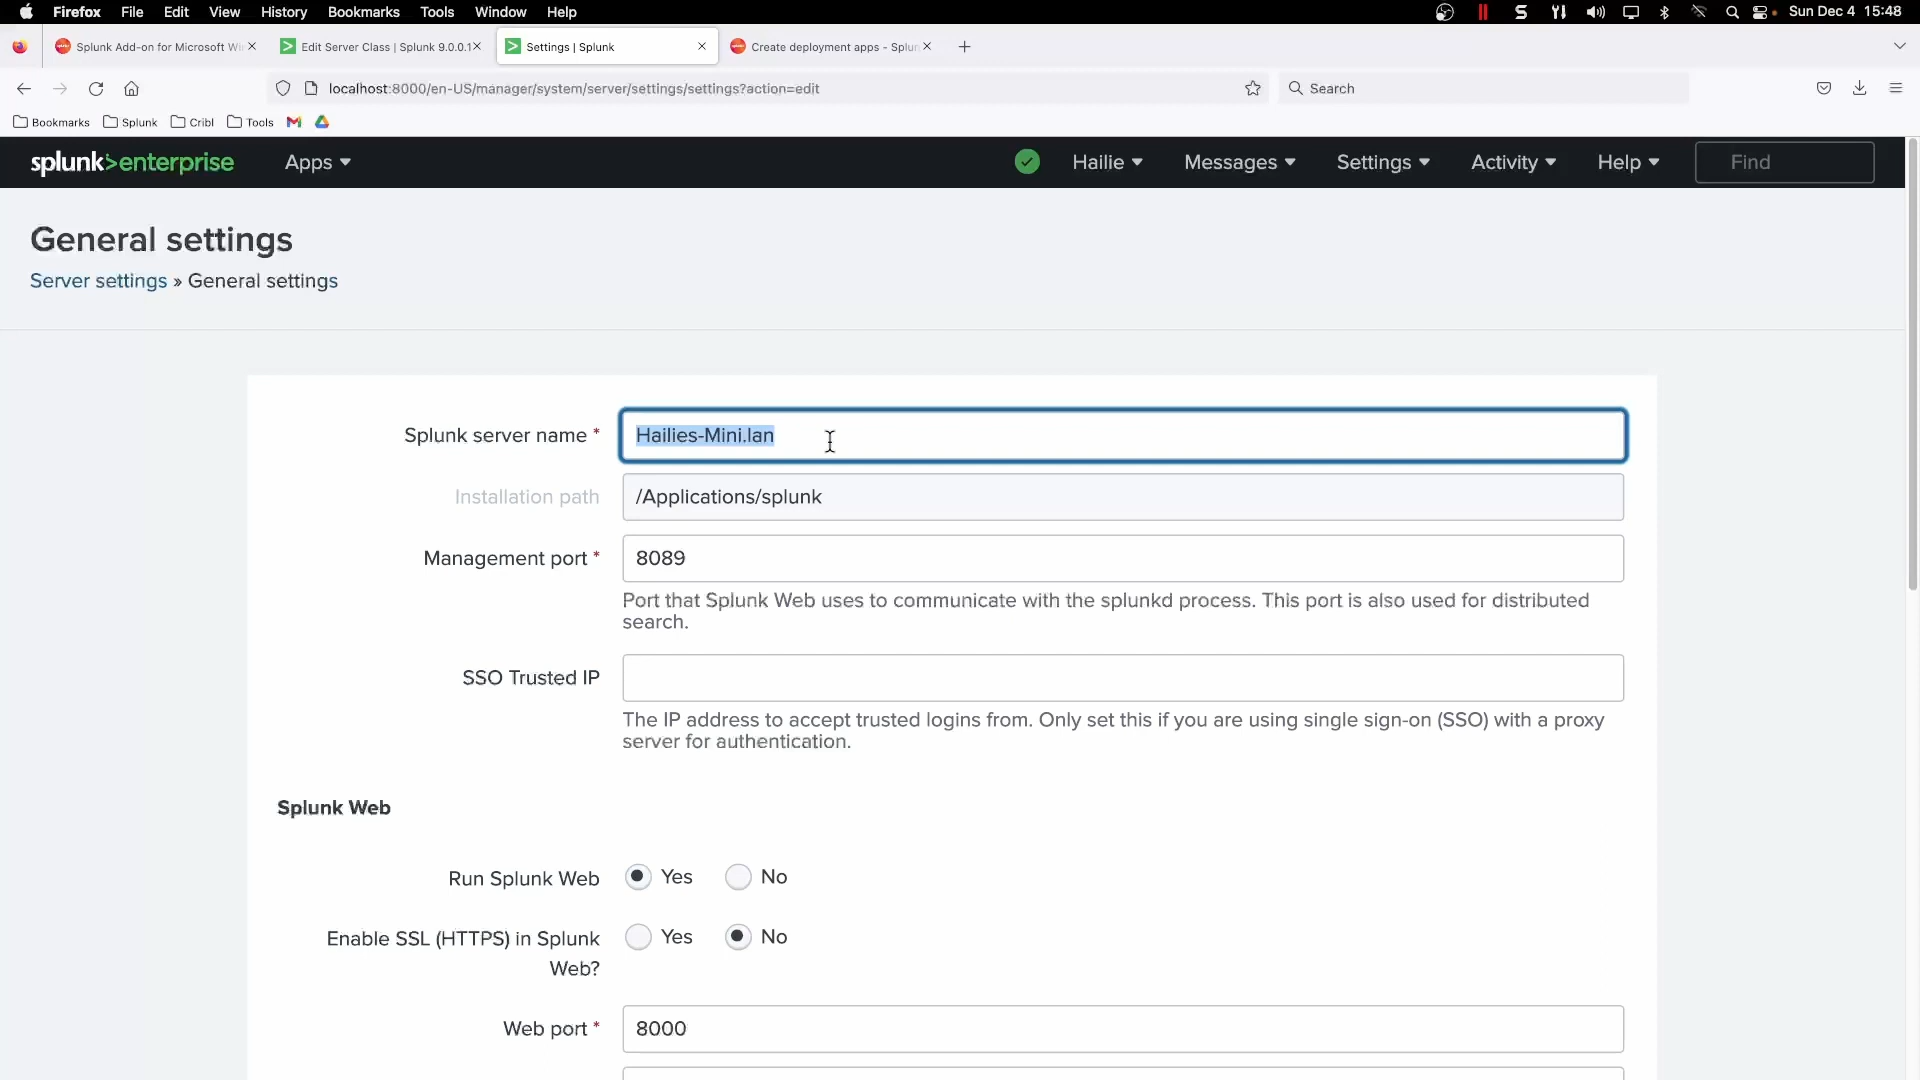 Firefox File Edit View History Bookmarks Tools Window Help Sun Dec 4 15:48
Splunk Add-on for Microsoft Wi Edit Server Class | Splunk 9.0.0.1 Settings | Splunk Create deployment apps - Splun
localhost:8000/en-US/manager/system/server/settings/settings?action=edit Search
Bookmarks Splunk Cribl Tools
splunk>enterprise Apps Hailie Messages Settings Activity Help Find
General settings
Server settings » General settings
Splunk server name * Hailies-Mini.lan
Installation path /Applications/splunk
Management port * 8089
Port that Splunk Web uses to communicate with the splunkd process. This port is also used for distributed
search.
SSO Trusted IP
The IP address to accept trusted logins from. Only set this if you are using single sign-on (SSO) with a proxy
server for authentication.
Splunk Web
Run Splunk Web Yes No
Enable SSL (HTTPS) in Splunk Yes No
Web?
Web port * 8000